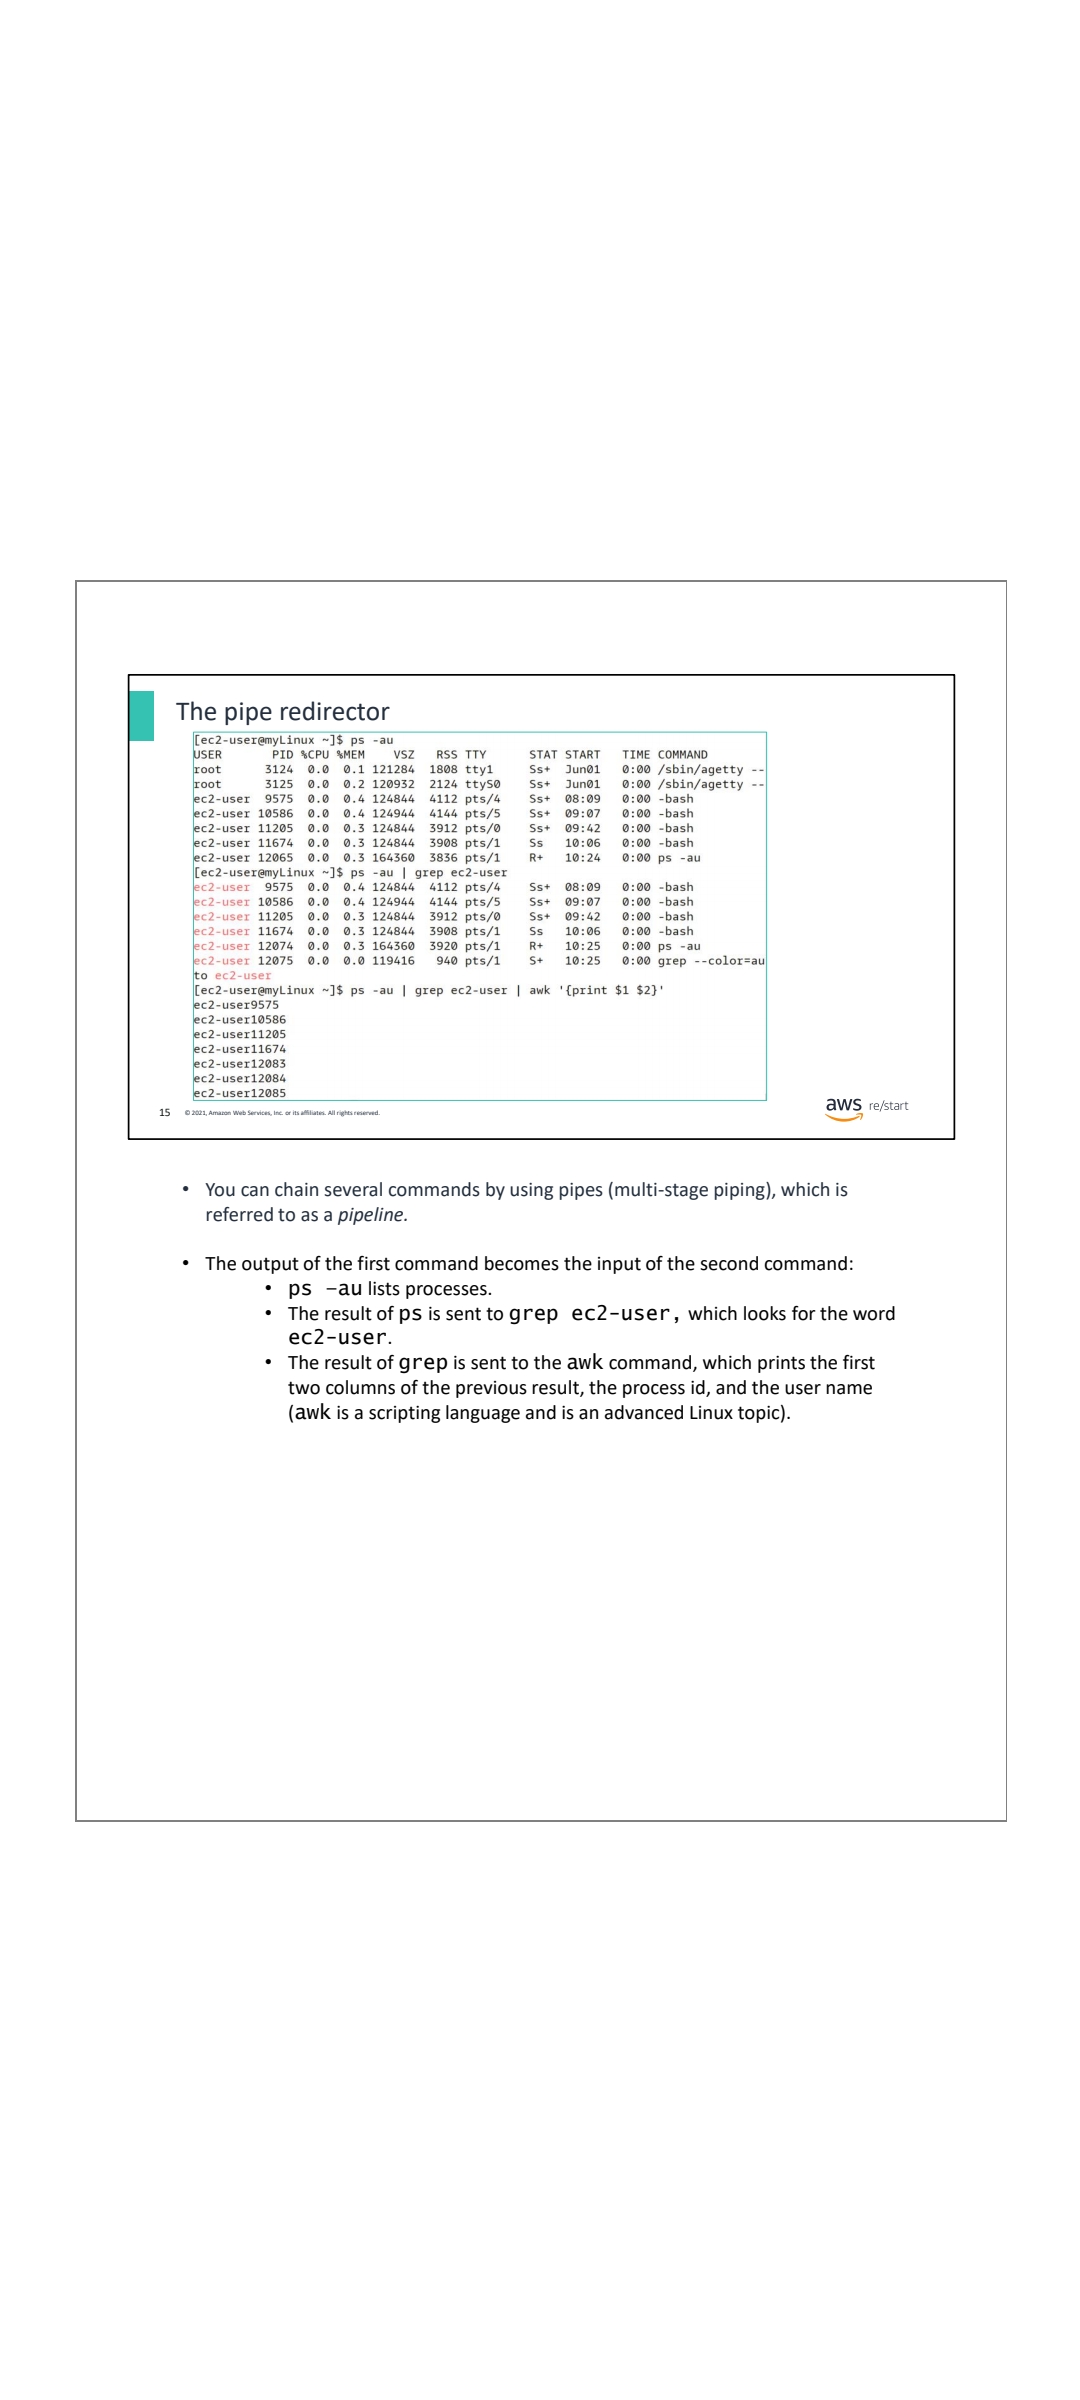 The pipe redirector
[ec2-user@myLinux ~]$ ps -au
USER       PID %CPU %MEM    VSZ   RSS TTY      STAT START   TIME COMMAND
root      3124  0.0  0.1 121284  1808 tty1     Ss+  Jun01   0:00 /sbin/agetty --
root      3125  0.0  0.2 120932  2124 ttyS0    Ss+  Jun01   0:00 /sbin/agetty --
ec2-user  9575  0.0  0.4 124844  4112 pts/4    Ss+  08:09   0:00 -bash
ec2-user 10586  0.0  0.4 124944  4144 pts/5    Ss+  09:07   0:00 -bash
ec2-user 11205  0.0  0.3 124844  3912 pts/0    Ss+  09:42   0:00 -bash
ec2-user 11674  0.0  0.3 124844  3908 pts/1    Ss   10:06   0:00 -bash
ec2-user 12065  0.0  0.3 164360  3836 pts/1    R+   10:24   0:00 ps -au
[ec2-user@myLinux ~]$ ps -au | grep ec2-user
ec2-user  9575  0.0  0.4 124844  4112 pts/4    Ss+  08:09   0:00 -bash
ec2-user 10586  0.0  0.4 124944  4144 pts/5    Ss+  09:07   0:00 -bash
ec2-user 11205  0.0  0.3 124844  3912 pts/0    Ss+  09:42   0:00 -bash
ec2-user 11674  0.0  0.3 124844  3908 pts/1    Ss   10:06   0:00 -bash
ec2-user 12074  0.0  0.3 164360  3920 pts/1    R+   10:25   0:00 ps -au
ec2-user 12075  0.0  0.0 119416   940 pts/1    S+   10:25   0:00 grep --color=au
to ec2-user
[ec2-user@myLinux ~]$ ps -au | grep ec2-user | awk '{print $1 $2}'
ec2-user9575
ec2-user10586
ec2-user11205
ec2-user11674
ec2-user12083
ec2-user12084
ec2-user12085
15 © 2021, Amazon Web Services, Inc. or its affiliates. All rights reserved.
aws re/start
• You can chain several commands by using pipes (multi-stage piping), which is
referred to as a pipeline.
• The output of the first command becomes the input of the second command:
• ps –au lists processes.
• The result of ps is sent to grep ec2-user, which looks for the word
ec2-user.
• The result of grep is sent to the awk command, which prints the first
two columns of the previous result, the process id, and the user name
(awk is a scripting language and is an advanced Linux topic).